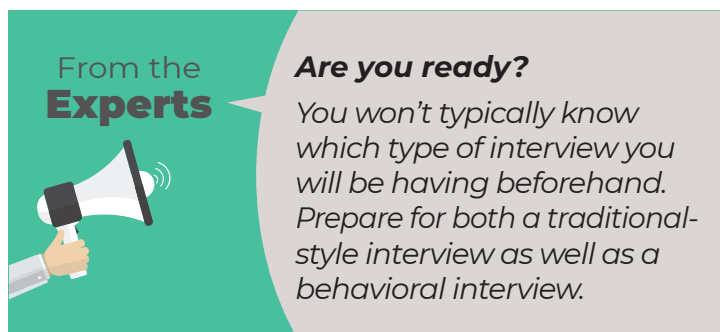 From the
Experts
Are you ready?
You won't typically know
which type of interview you
will be having beforehand.
Prepare for both a traditional-
style interview as well as a
behavioral interview.